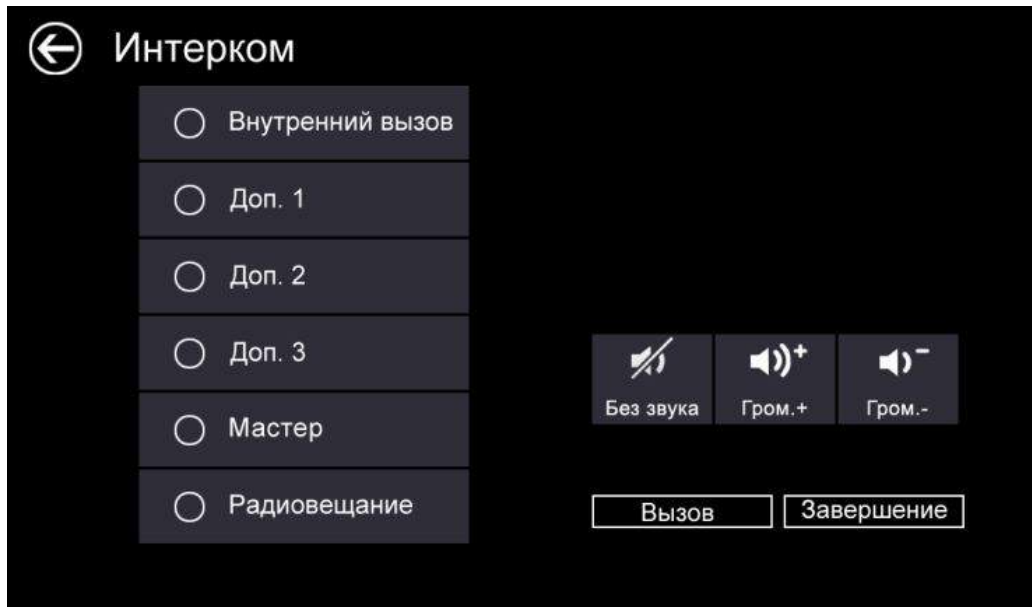 Интерком
Внутренний вызов
Доп. 1
Доп. 2
Доп. 3
Мастер
Радиовещание
Без звука
Гром.+
Гром.-
Вызов
Завершение